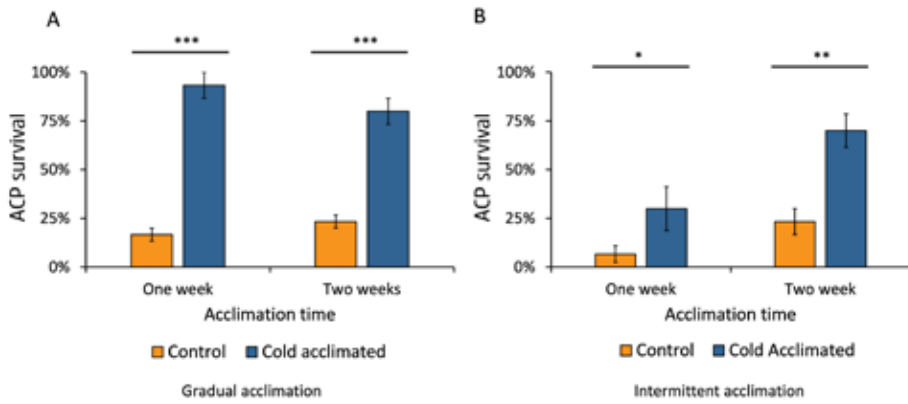 A
***
***
100%
75%
50%
25%
0%
ACP survival
One week
Two weeks
Acclimation time
Control
Cold acclimated
Gradual acclimation
B
*
**
100%
75%
50%
25%
0%
ACP survival
One week
Two week
Acclimation time
Control
Cold Acclimated
Intermittent acclimation